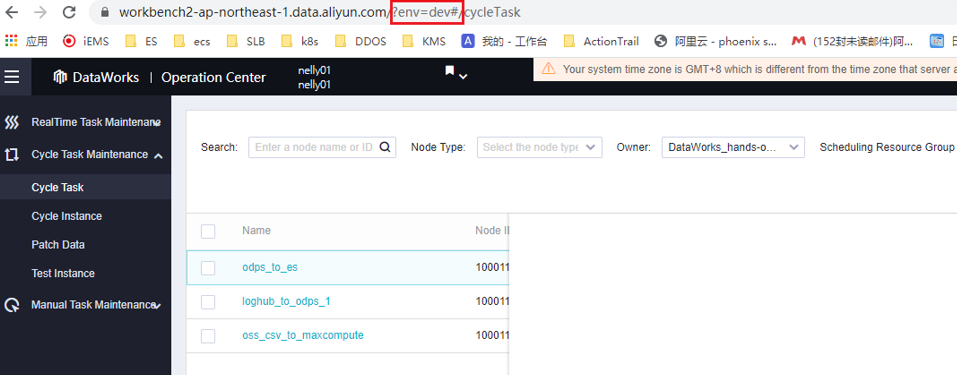 workbench2-ap-northeast-1.data.aliyun.com/?env=dev#/cycleTask
应用 iEMS ES ecs SLB k8s DDOS KMS 我的 - 工作台 ActionTrail 阿里云 - phoenix s... (152封未读邮件)阿...
DataWorks | Operation Center
nelly01
nelly01
Your system time zone is GMT+8 which is different from the time zone that server a
RealTime Task Maintenance
Cycle Task Maintenance
Cycle Task
Cycle Instance
Patch Data
Test Instance
Manual Task Maintenance
Search: Enter a node name or ID Node Type: Select the node type Owner: DataWorks_hands-o... Scheduling Resource Group
Name Node ID
odps_to_es 100011
loghub_to_odps_1 100011
oss_csv_to_maxcompute 100011